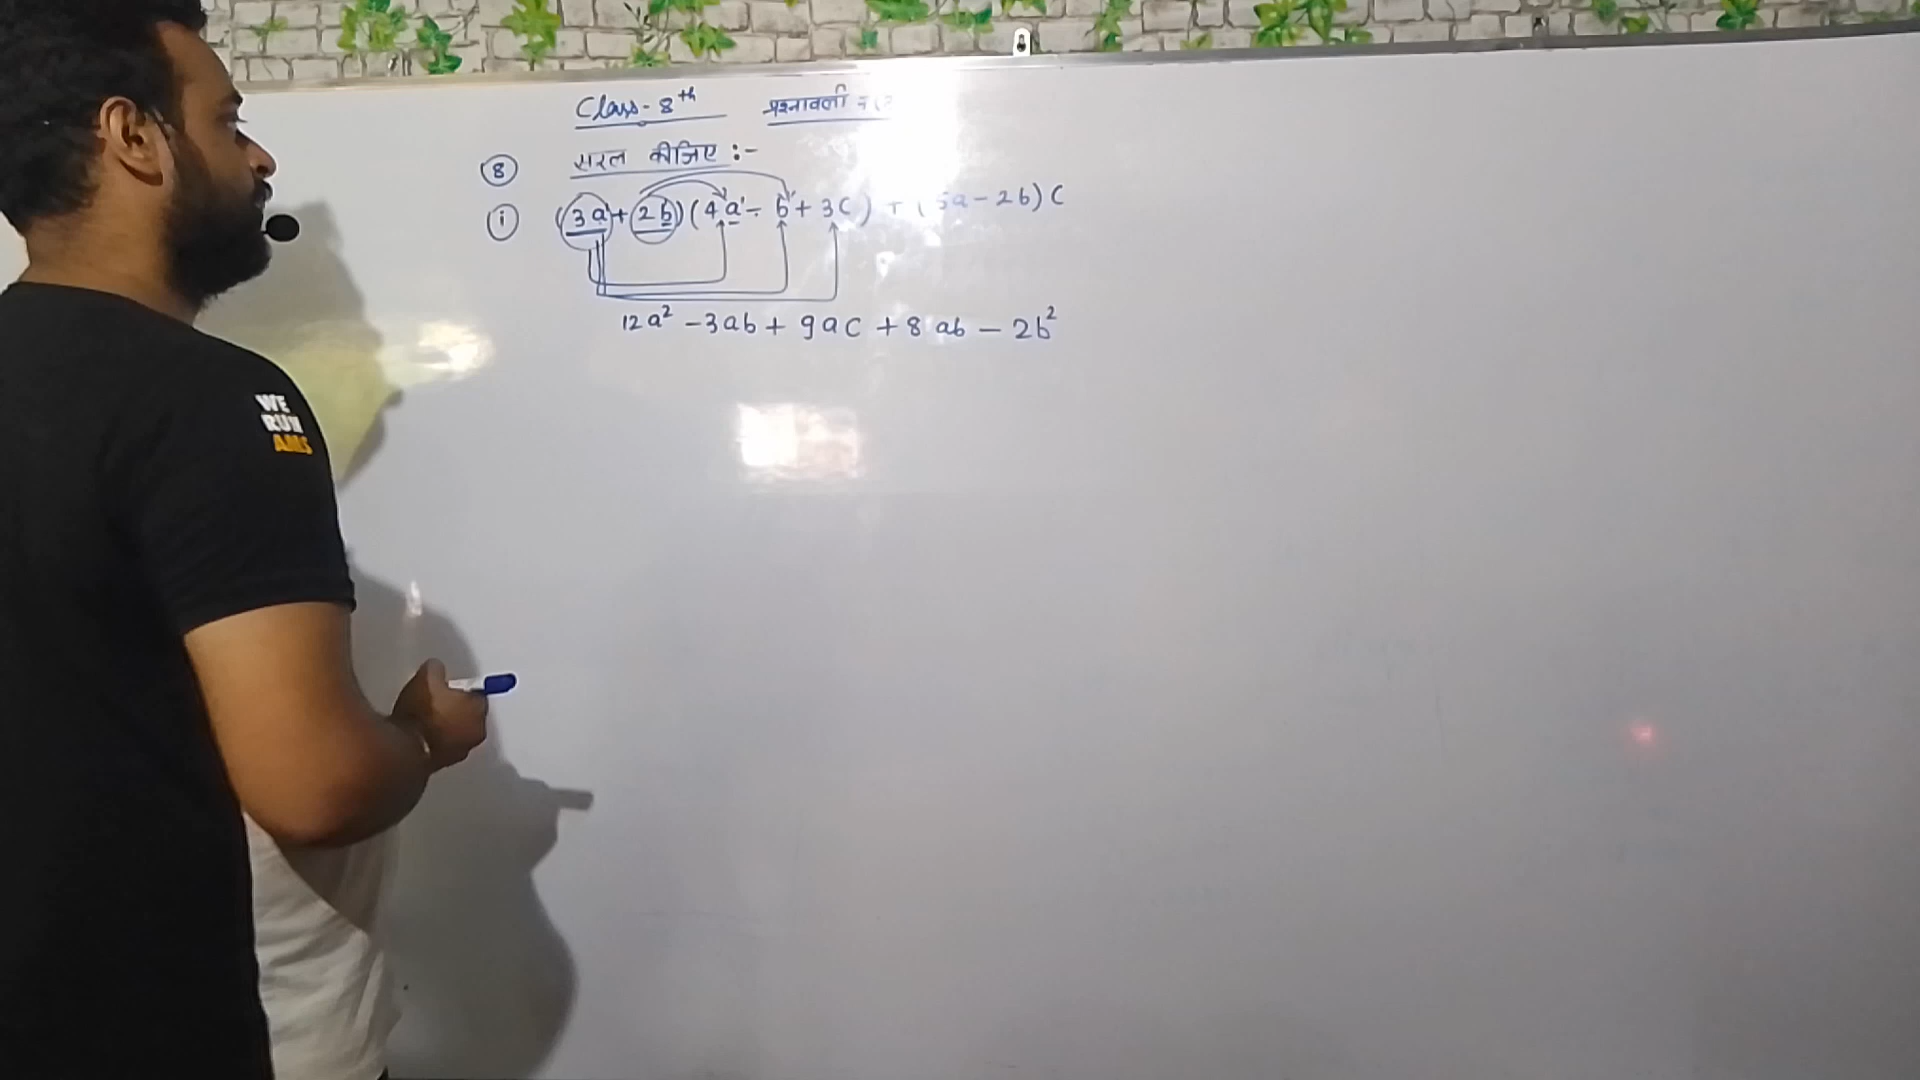 Class - 8th प्रश्नावली
8 सरल कीजिए :-
i (3a + 2b)(4a - b + 3c) + (5a - 2b)c
12a² - 3ab + 9ac + 8ab - 2b²
WE
RUN
AMS